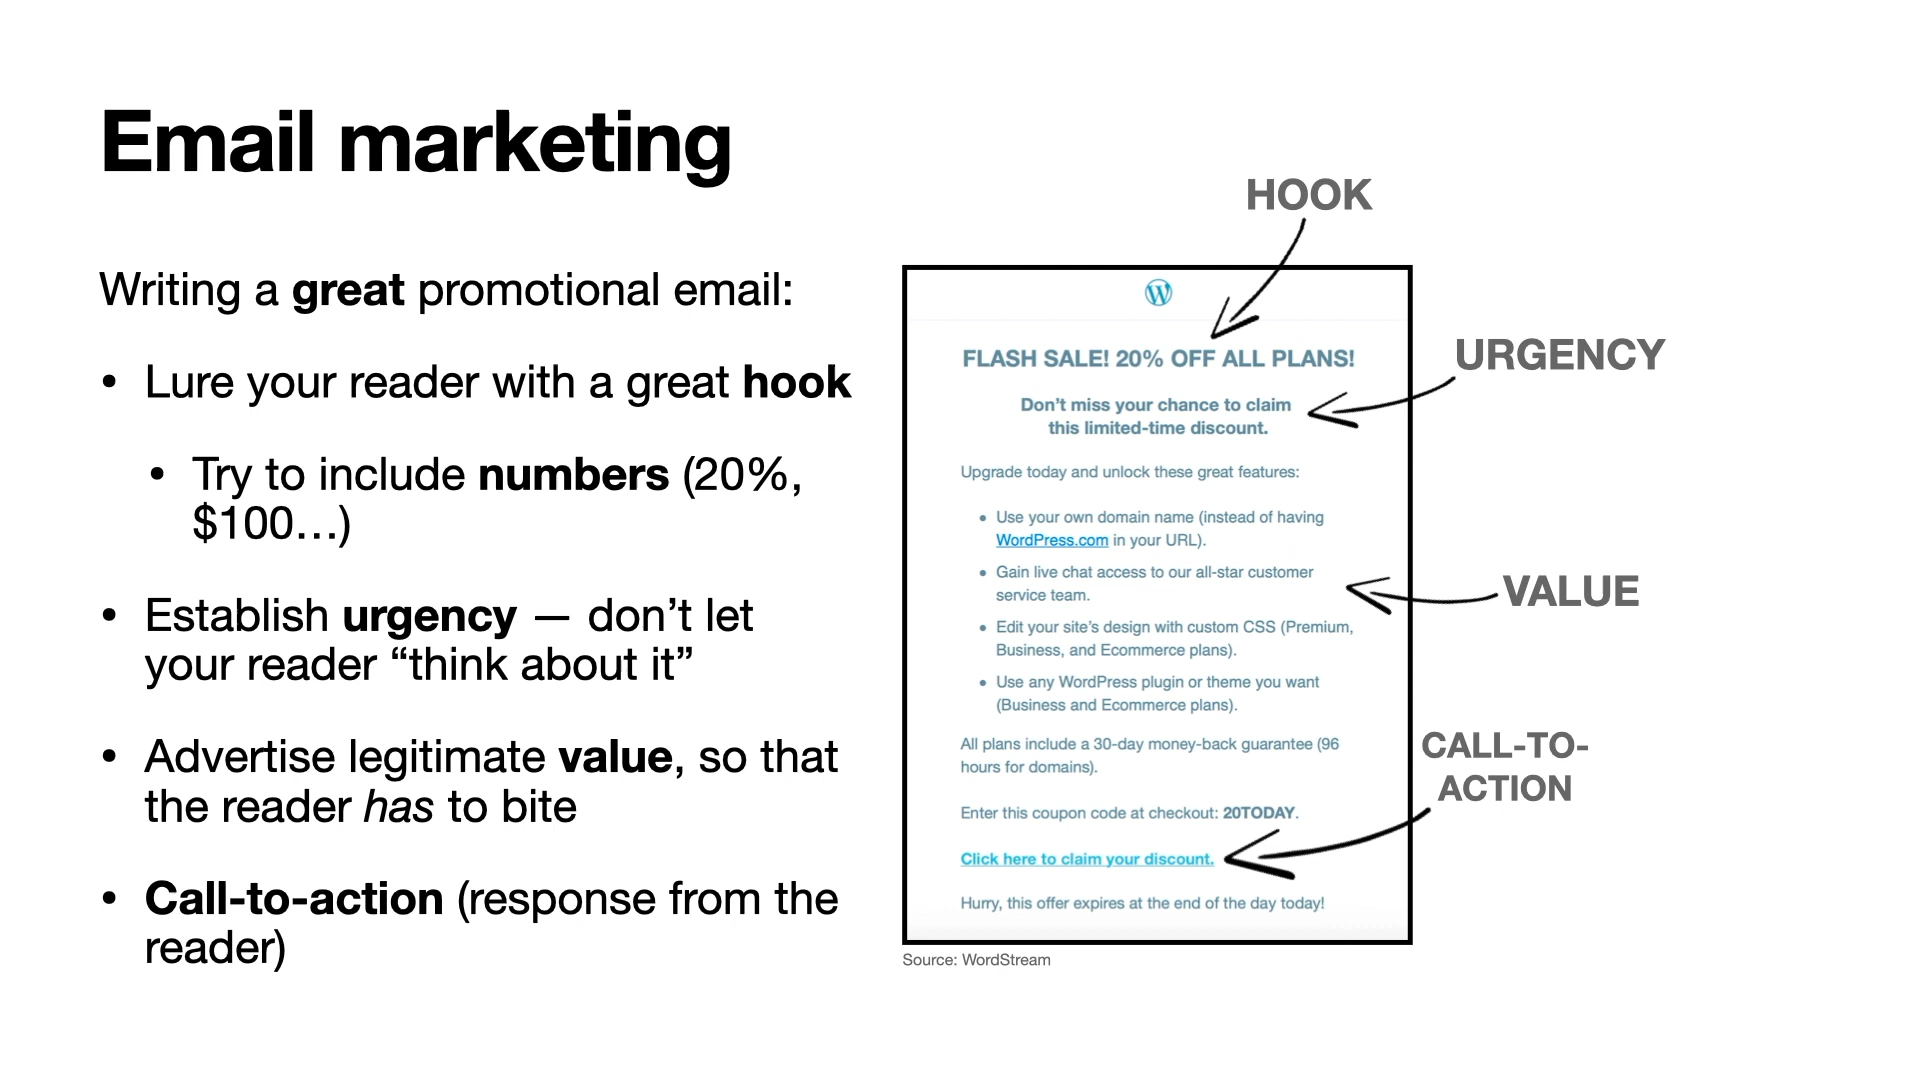 Email marketing
Writing a great promotional email:
• Lure your reader with a great hook
• Try to include numbers (20%,
$100…)
• Establish urgency — don’t let
your reader “think about it”
• Advertise legitimate value, so that
the reader has to bite
• Call-to-action (response from the
reader)
HOOK
URGENCY
VALUE
CALL-TO-
ACTION
W
FLASH SALE! 20% OFF ALL PLANS!
Don’t miss your chance to claim
this limited-time discount.
Upgrade today and unlock these great features:
• Use your own domain name (instead of having
WordPress.com in your URL).
• Gain live chat access to our all-star customer
service team.
• Edit your site’s design with custom CSS (Premium,
Business, and Ecommerce plans).
• Use any WordPress plugin or theme you want
(Business and Ecommerce plans).
All plans include a 30-day money-back guarantee (96
hours for domains).
Enter this coupon code at checkout: 20TODAY.
Click here to claim your discount.
Hurry, this offer expires at the end of the day today!
Source: WordStream